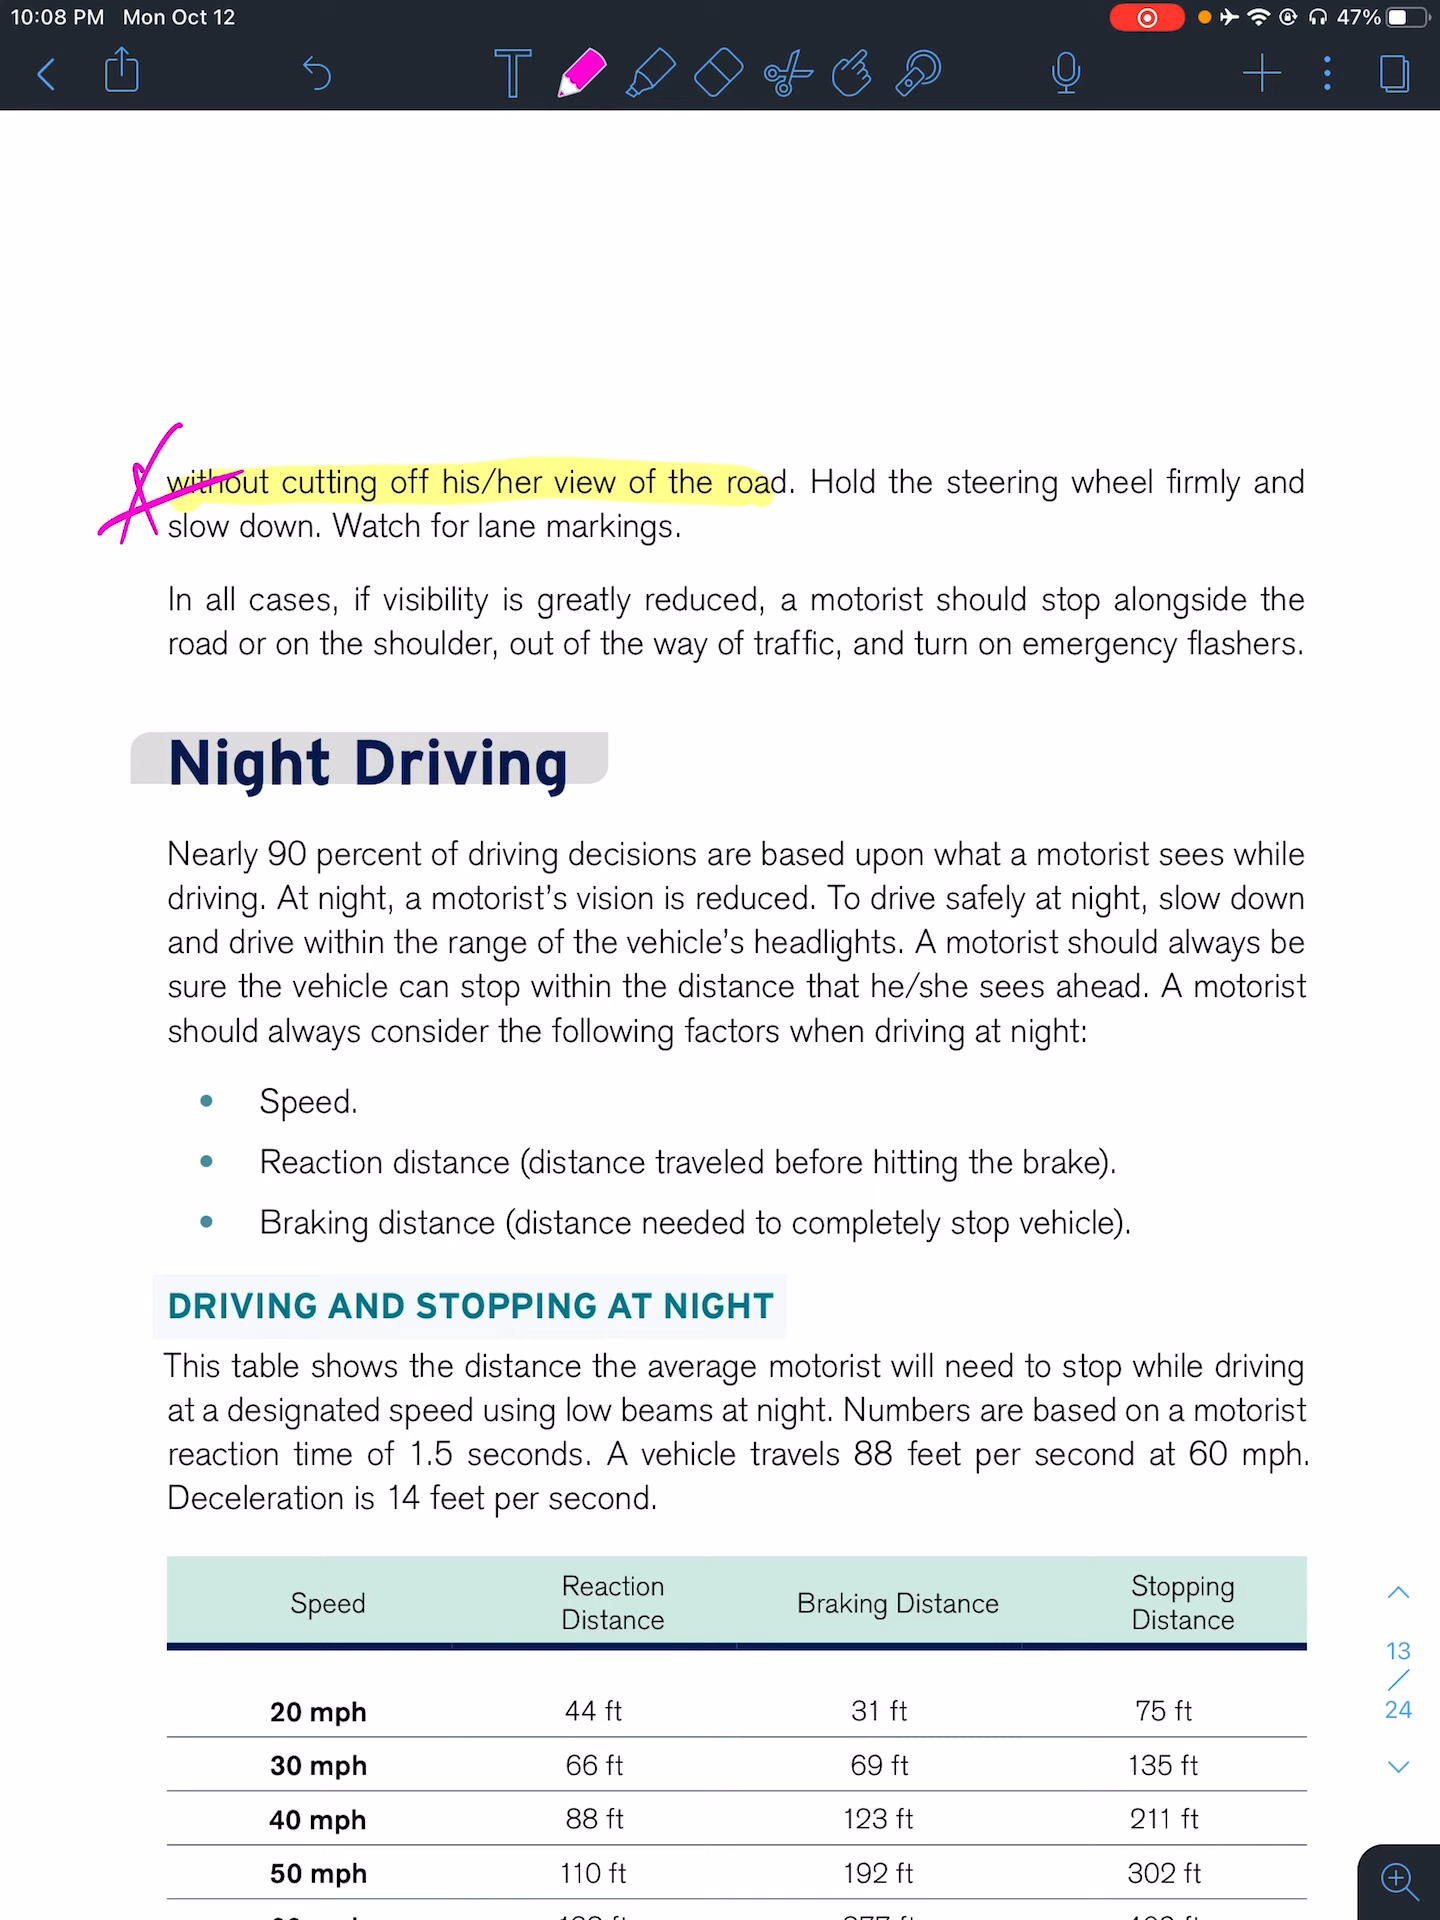 10:08 PM Mon Oct 12
47%
without cutting off his/her view of the road. Hold the steering wheel firmly and
slow down. Watch for lane markings.
In all cases, if visibility is greatly reduced, a motorist should stop alongside the
road or on the shoulder, out of the way of traffic, and turn on emergency flashers.
Night Driving
Nearly 90 percent of driving decisions are based upon what a motorist sees while
driving. At night, a motorist’s vision is reduced. To drive safely at night, slow down
and drive within the range of the vehicle’s headlights. A motorist should always be
sure the vehicle can stop within the distance that he/she sees ahead. A motorist
should always consider the following factors when driving at night:
• Speed.
• Reaction distance (distance traveled before hitting the brake).
• Braking distance (distance needed to completely stop vehicle).
DRIVING AND STOPPING AT NIGHT
This table shows the distance the average motorist will need to stop while driving
at a designated speed using low beams at night. Numbers are based on a motorist
reaction time of 1.5 seconds. A vehicle travels 88 feet per second at 60 mph.
Deceleration is 14 feet per second.
Speed Reaction Distance Braking Distance Stopping Distance
20 mph 44 ft 31 ft 75 ft
30 mph 66 ft 69 ft 135 ft
40 mph 88 ft 123 ft 211 ft
50 mph 110 ft 192 ft 302 ft
13
/
24